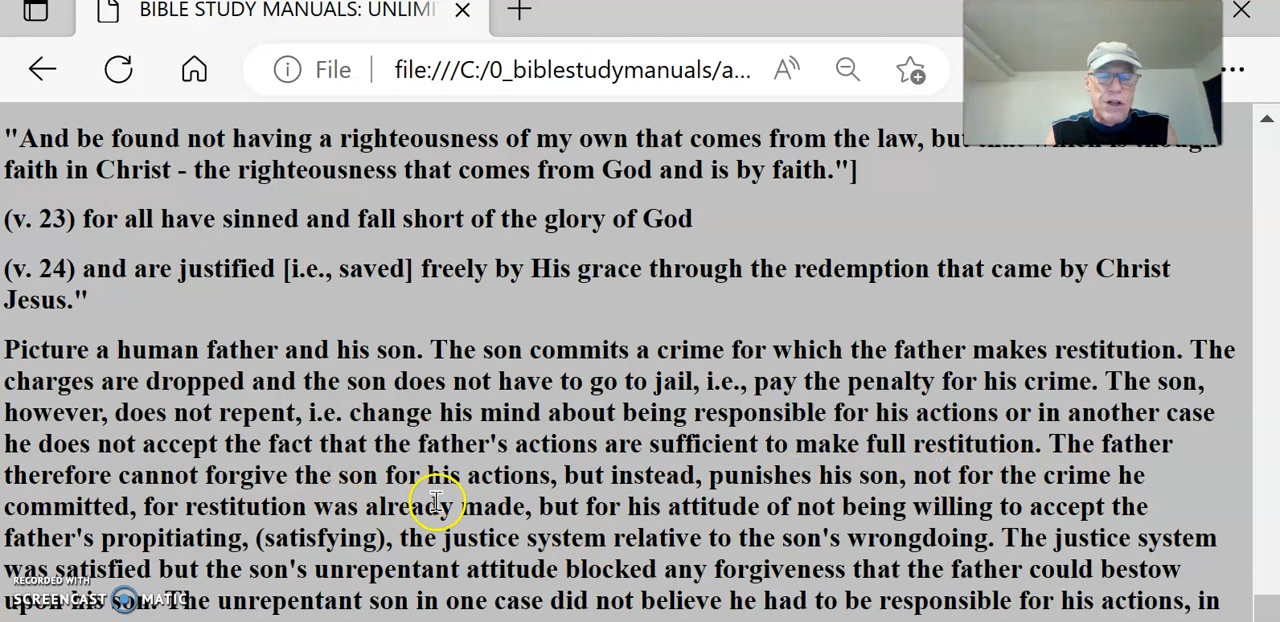 BIBLE STUDY MANUALS: UNLIMI
File
file:///C:/0_biblestudymanuals/a...
"And be found not having a righteousness of my own that comes from the law, but that which is though
faith in Christ - the righteousness that comes from God and is by faith."]
(v. 23) for all have sinned and fall short of the glory of God
(v. 24) and are justified [i.e., saved] freely by His grace through the redemption that came by Christ
Jesus."
Picture a human father and his son. The son commits a crime for which the father makes restitution. The
charges are dropped and the son does not have to go to jail, i.e., pay the penalty for his crime. The son,
however, does not repent, i.e. change his mind about being responsible for his actions or in another case
he does not accept the fact that the father's actions are sufficient to make full restitution. The father
therefore cannot forgive the son for his actions, but instead, punishes his son, not for the crime he
committed, for restitution was already made, but for his attitude of not being willing to accept the
father's propitiating, (satisfying), the justice system relative to the son's wrongdoing. The justice system
was satisfied but the son's unrepentant attitude blocked any forgiveness that the father could bestow
upon his son. The unrepentant son in one case did not believe he had to be responsible for his actions, in
RECORDED WITH
SCREENCAST MATIC